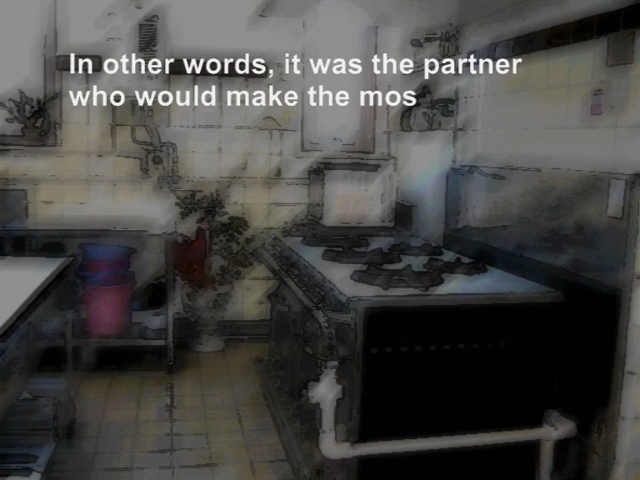 In other words, it was the partner
who would make the mos